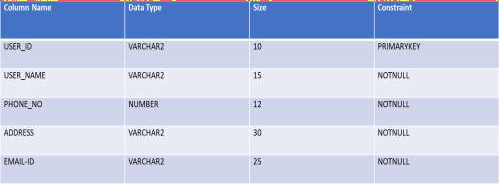 Column Name Data Type Size Constraint
USER_ID VARCHAR2 10 PRIMARYKEY
USER_NAME VARCHAR2 15 NOTNULL
PHONE_NO NUMBER 12 NOTNULL
ADDRESS VARCHAR2 30 NOTNULL
EMAIL-ID VARCHAR2 25 NOTNULL